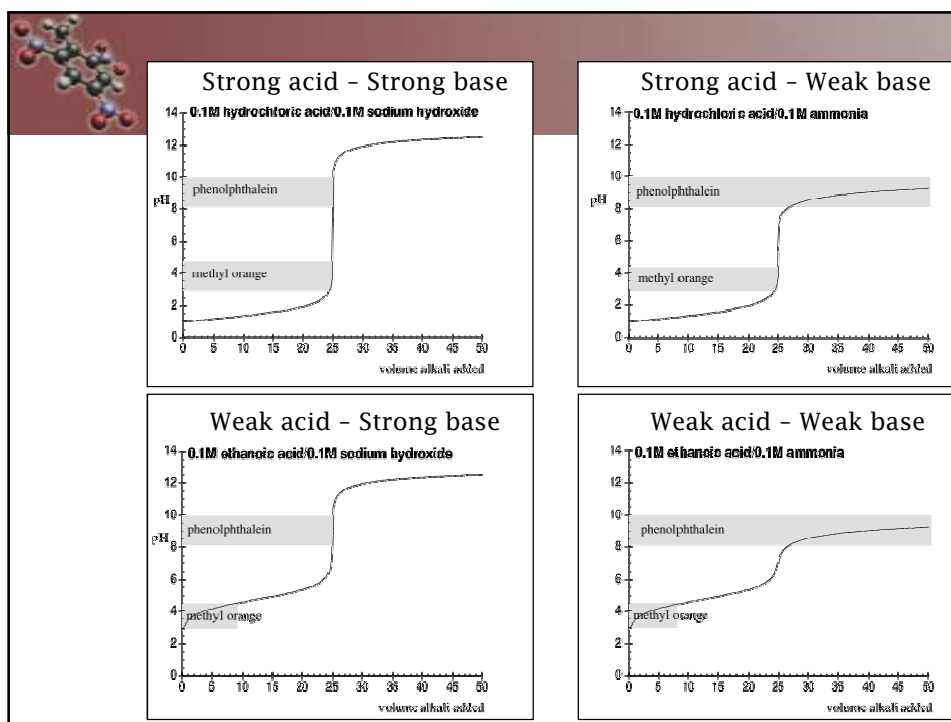 Strong acid – Strong base
0.1M hydrochloric acid/0.1M sodium hydroxide
14
12
10
8
6
4
2
0
pH
phenolphthalein
methyl orange
0 5 10 15 20 25 30 35 40 45 50
volume alkali added
Strong acid – Weak base
0.1M hydrochloric acid/0.1M ammonia
14
12
10
8
6
4
2
0
pH
phenolphthalein
methyl orange
0 5 10 15 20 25 30 35 40 45 50
volume alkali added
Weak acid – Strong base
0.1M ethanoic acid/0.1M sodium hydroxide
14
12
10
8
6
4
2
0
pH
phenolphthalein
methyl orange
0 5 10 15 20 25 30 35 40 45 50
volume alkali added
Weak acid – Weak base
0.1M ethanoic acid/0.1M ammonia
14
12
10
8
6
4
2
0
pH
phenolphthalein
methyl orange
0 5 10 15 20 25 30 35 40 45 50
volume alkali added